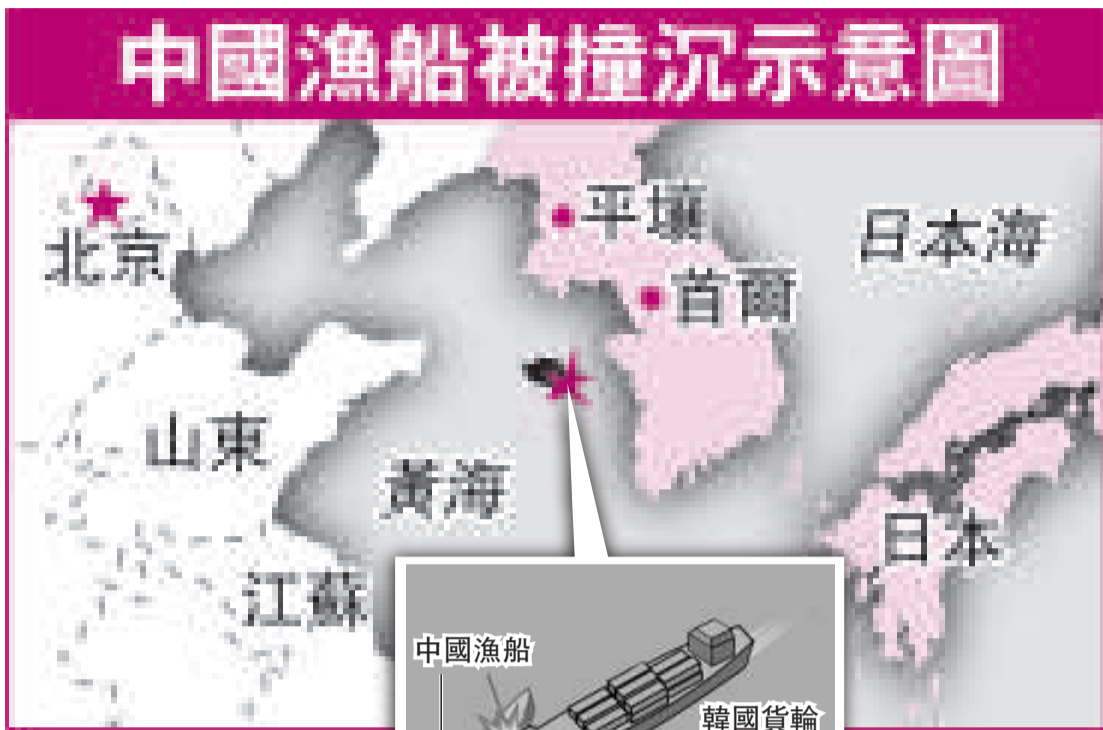 中國漁船被撞沉示意圖
平壤
日本海
北京
首爾
山東
黃海
日本
江蘇
中國漁船
韓國貨輪